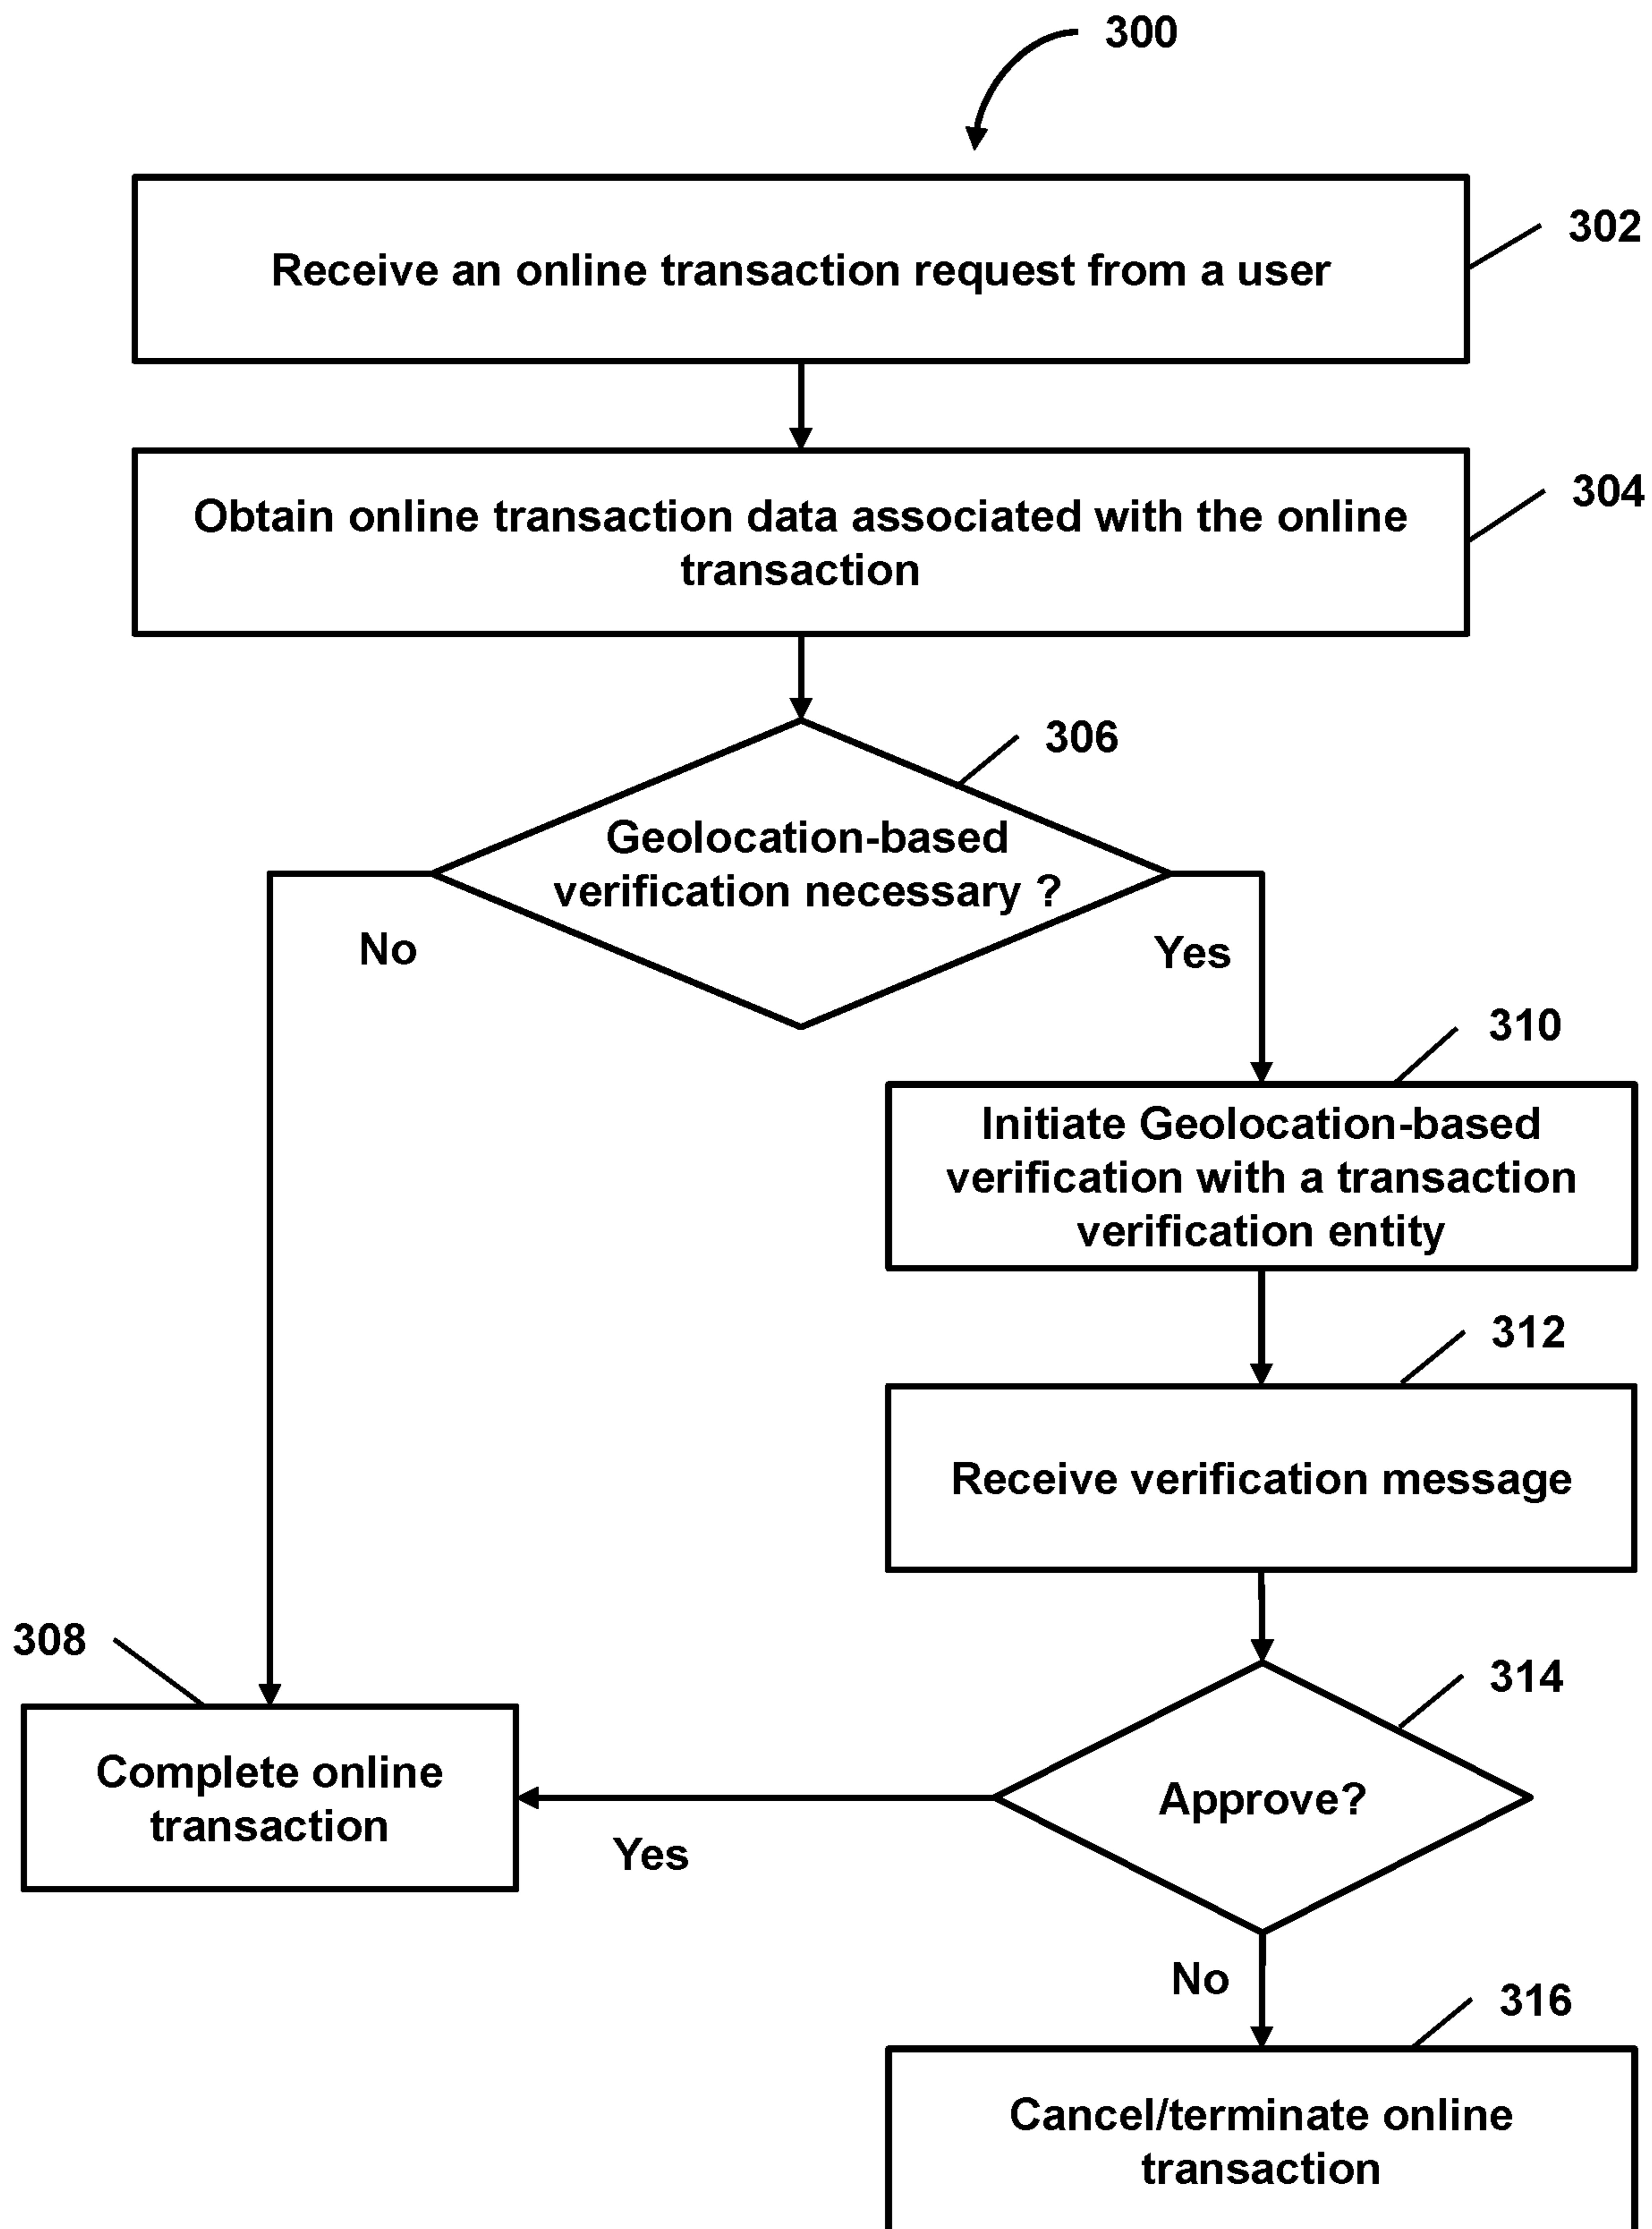 300
302
Receive an online transaction request from a user
304
Obtain online transaction data associated with the online
transaction
306
Geolocation-based
verification necessary ?
No
Yes
310
Initiate Geolocation-based
verification with a transaction
verification entity
312
Receive verification message
308
314
Complete online
transaction
Approve?
Yes
No
316
Cancel/terminate online
transaction